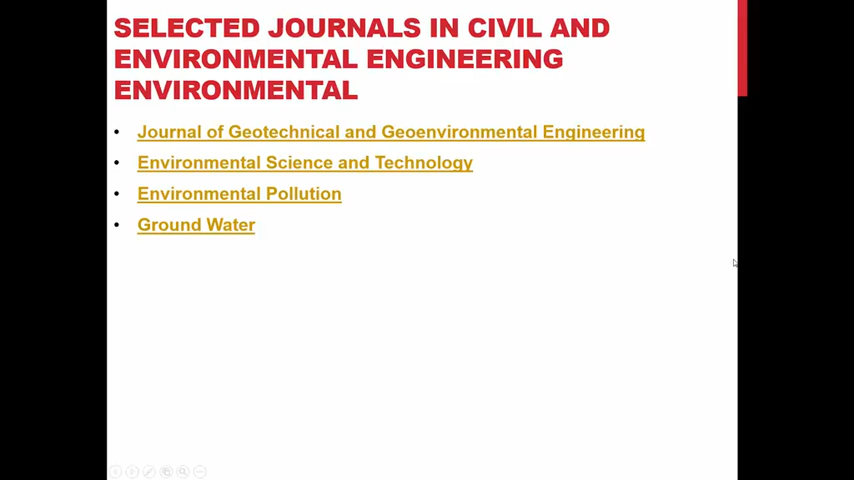 SELECTED JOURNALS IN CIVIL AND
ENVIRONMENTAL ENGINEERING
ENVIRONMENTAL
• Journal of Geotechnical and Geoenvironmental Engineering
• Environmental Science and Technology
• Environmental Pollution
• Ground Water